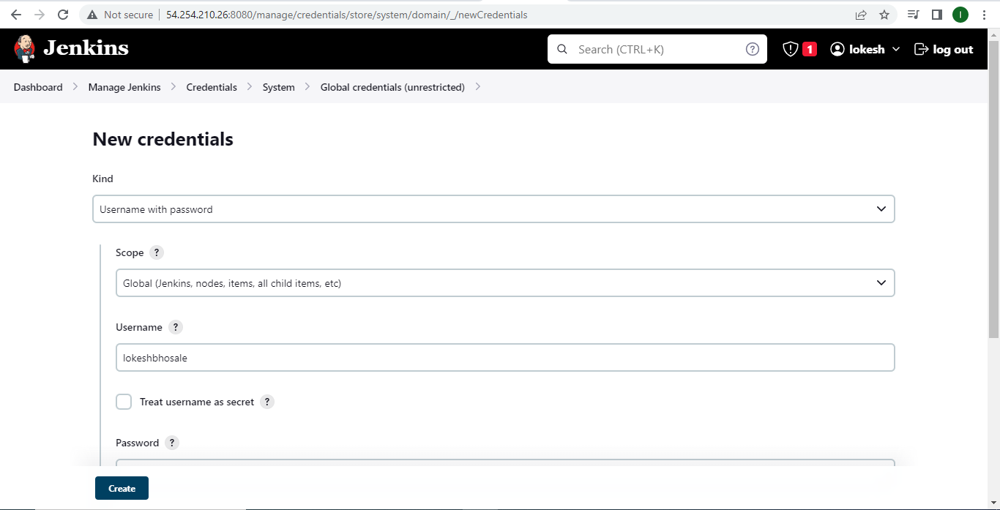 Not secure 54.254.210.26:8080/manage/credentials/store/system/domain/_/newCredentials I
Jenkins Search (CTRL+K) ? 1 lokesh log out
Dashboard Manage Jenkins Credentials System Global credentials (unrestricted)
New credentials
Kind
Username with password
Scope ?
Global (Jenkins, nodes, items, all child items, etc)
Username ?
lokeshbhosale
Treat username as secret ?
Password ?
Create